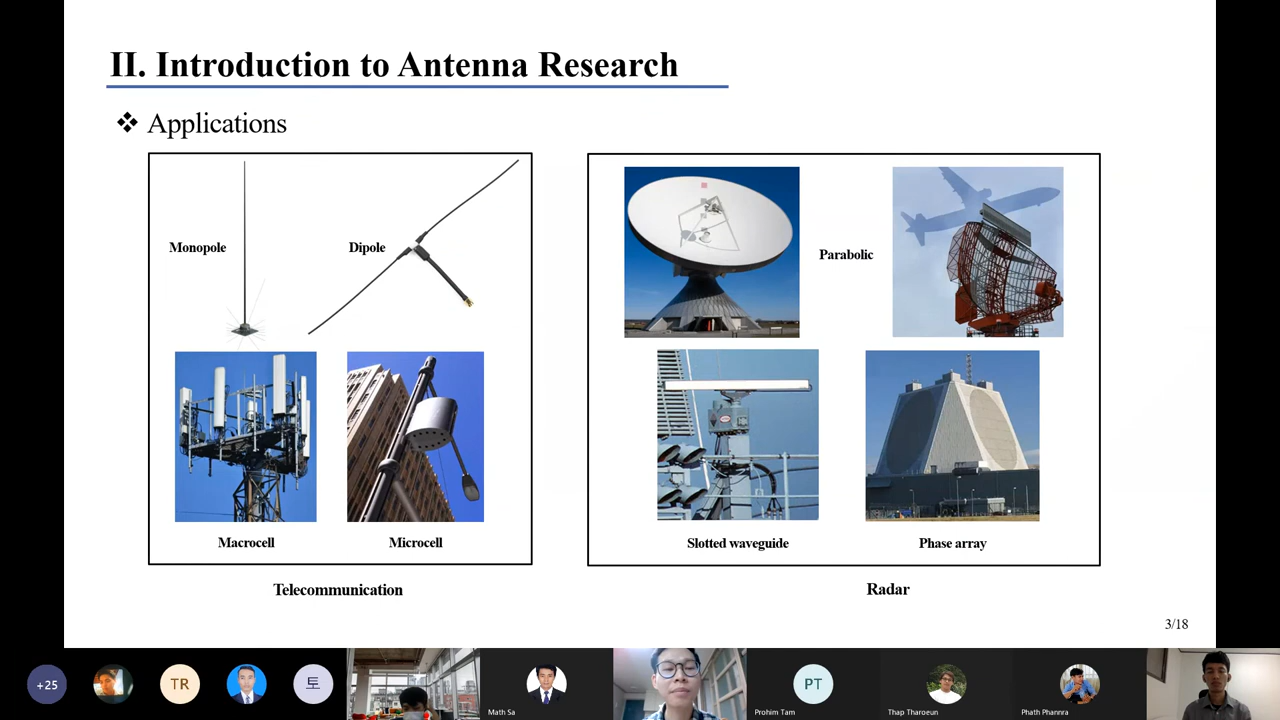 II. Introduction to Antenna Research
❖ Applications
Monopole
Dipole
Macrocell
Microcell
Telecommunication
Parabolic
Slotted waveguide
Phase array
Radar
3/18
+25
TR
토
Math Sa
PT
Prohim Tam
Thap Tharoeun
Phath Phannra